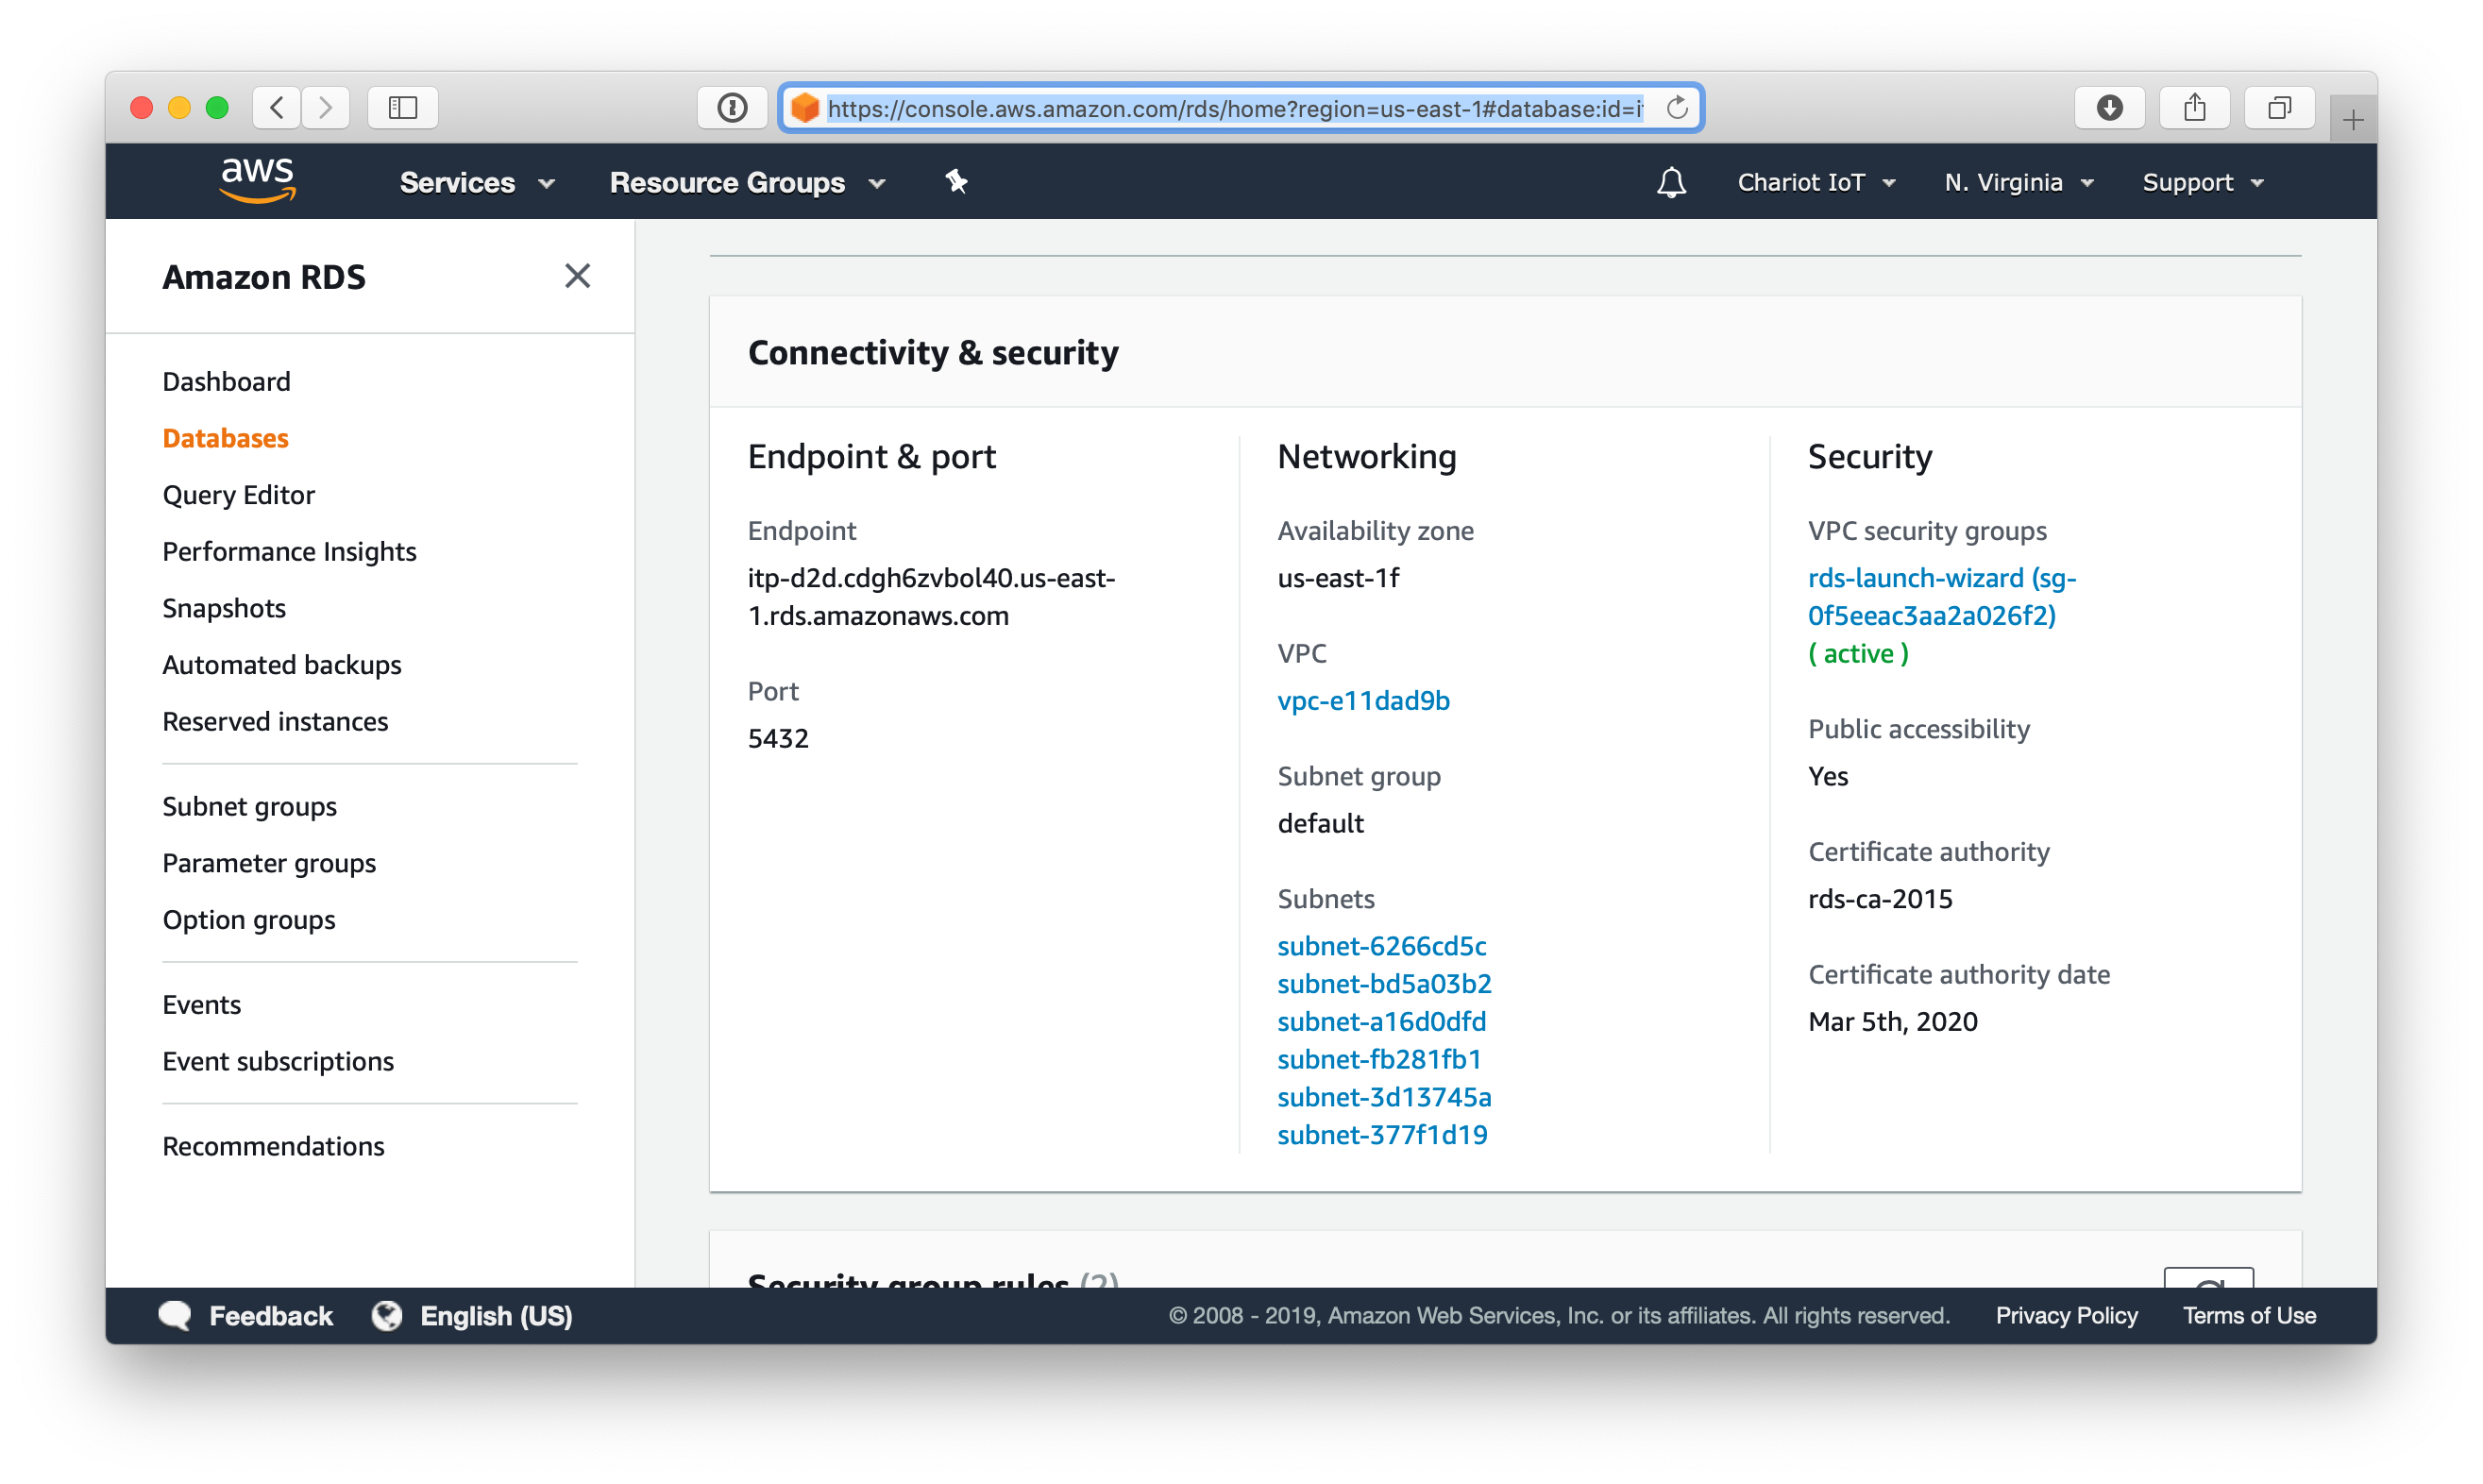 https://console.aws.amazon.com/rds/home?region=us-east-1#database:id=i
aws
Services
Resource Groups
Chariot IoT
N. Virginia
Support
Amazon RDS
Dashboard
Databases
Query Editor
Performance Insights
Snapshots
Automated backups
Reserved instances
Subnet groups
Parameter groups
Option groups
Events
Event subscriptions
Recommendations
Connectivity & security
Endpoint & port
Endpoint
itp-d2d.cdgh6zvbol40.us-east-
1.rds.amazonaws.com
Port
5432
Networking
Availability zone
us-east-1f
VPC
vpc-e11dad9b
Subnet group
default
Subnets
subnet-6266cd5c
subnet-bd5a03b2
subnet-a16d0dfd
subnet-fb281fb1
subnet-3d13745a
subnet-377f1d19
Security
VPC security groups
rds-launch-wizard (sg-
0f5eeac3aa2a026f2)
( active )
Public accessibility
Yes
Certificate authority
rds-ca-2015
Certificate authority date
Mar 5th, 2020
Security group rules (2)
Feedback
English (US)
© 2008 - 2019, Amazon Web Services, Inc. or its affiliates. All rights reserved.
Privacy Policy
Terms of Use